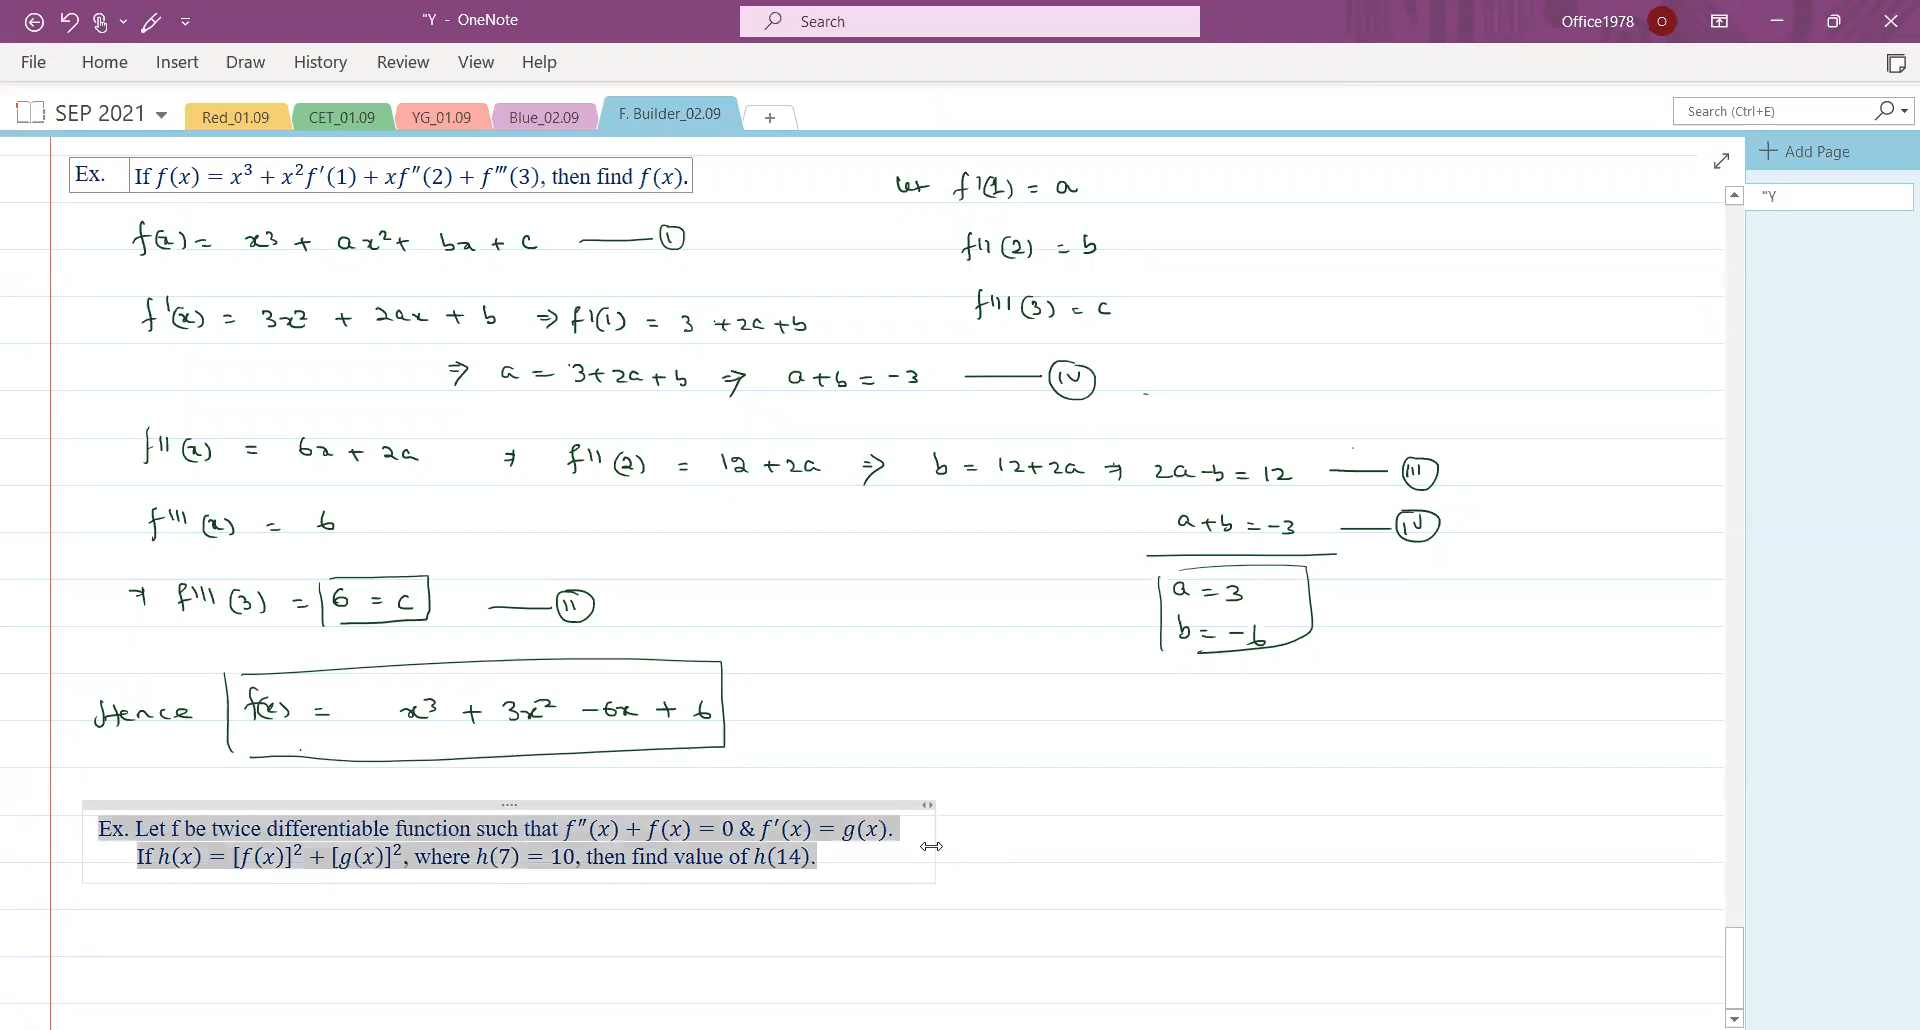 "Y - OneNote
Search
Office1978 O
File Home Insert Draw History Review View Help
SEP 2021 Red_01.09 CET_01.09 YG_01.09 Blue_02.09 F. Builder_02.09 +
Search (Ctrl+E)
+ Add Page
"Y
Ex. If f(x) = x³ + x²f′(1) + xf″(2) + f‴(3), then find f(x).
let f'(1) = a
f(x) = x³ + ax² + bx + c —— (I)
f''(2) = b
f'''(3) = c
f'(x) = 3x² + 2ax + b ⇒ f'(1) = 3 + 2a + b
⇒ a = 3 + 2a + b ⇒ a + b = -3 —— (IV)
f''(x) = 6x + 2a ⇒ f''(2) = 12 + 2a ⇒ b = 12 + 2a ⇒ 2a - b = 12 —— (III)
f'''(x) = 6
a + b = -3 —— (IV)
⇒ f'''(3) = 6 = c —— (II)
a = 3
b = -6
Hence f(x) = x³ + 3x² - 6x + 6
Ex. Let f be twice differentiable function such that f″(x) + f(x) = 0 & f′(x) = g(x).
If h(x) = [f(x)]² + [g(x)]², where h(7) = 10, then find value of h(14).